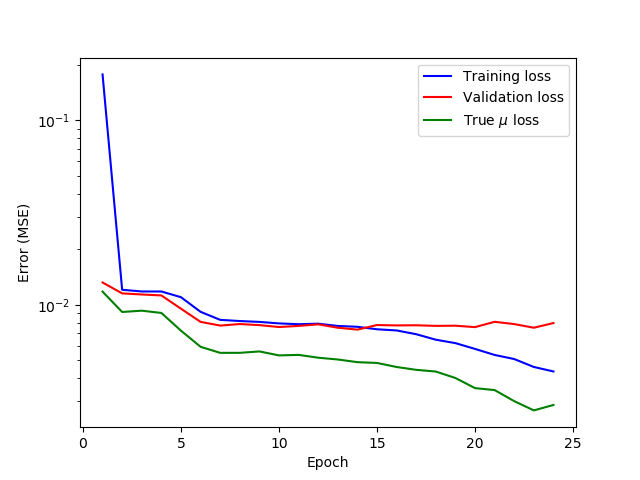 Training loss
Validation loss
True μ loss
10⁻¹
10⁻²
Error (MSE)
0 5 10 15 20 25
Epoch